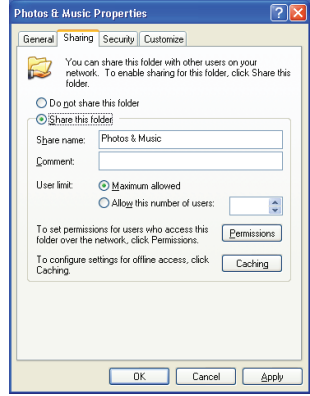 Photos & Music Properties
General Sharing Security Customize
You can share this folder with other users on your
network. To enable sharing for this folder, click Share this
folder.
Do not share this folder
Share this folder
Share name: Photos & Music
Comment:
User limit: Maximum allowed
Allow this number of users:
To set permissions for users who access this
folder over the network, click Permissions.
Permissions
To configure settings for offline access, click
Caching.
Caching
OK Cancel Apply